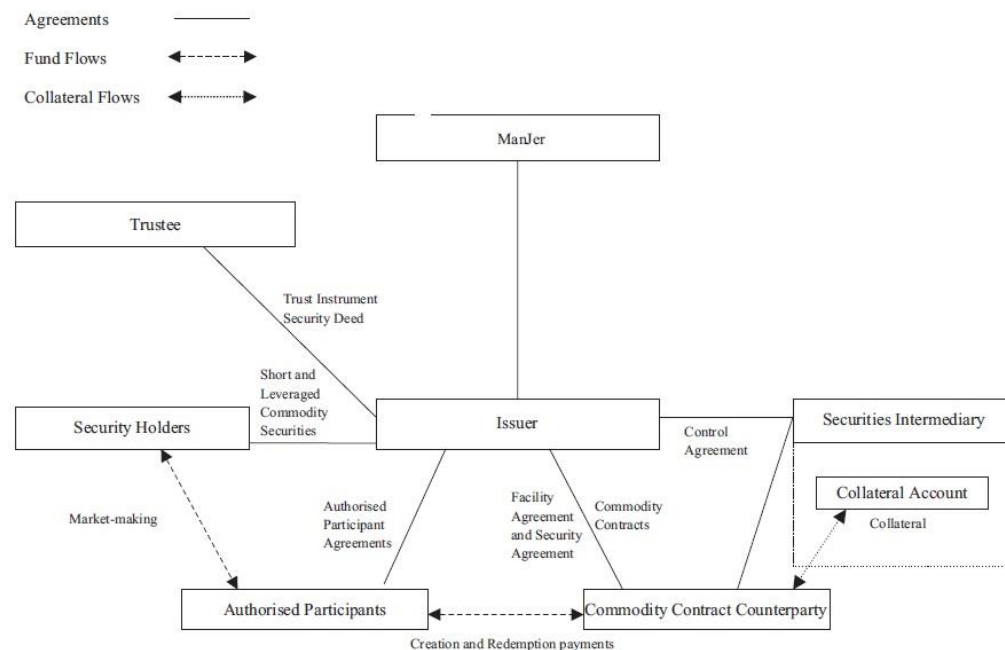 Agreements
Fund Flows
Collateral Flows
ManJer
Trustee
Trust Instrument
Security Deed
Short and
Leveraged
Commodity
Securities
Security Holders
Issuer
Control
Agreement
Securities Intermediary
Collateral Account
Collateral
Market-making
Authorised
Participant
Agreements
Facility
Agreement
and Security
Agreement
Commodity
Contracts
Authorised Participants
Commodity Contract Counterparty
Creation and Redemption payments